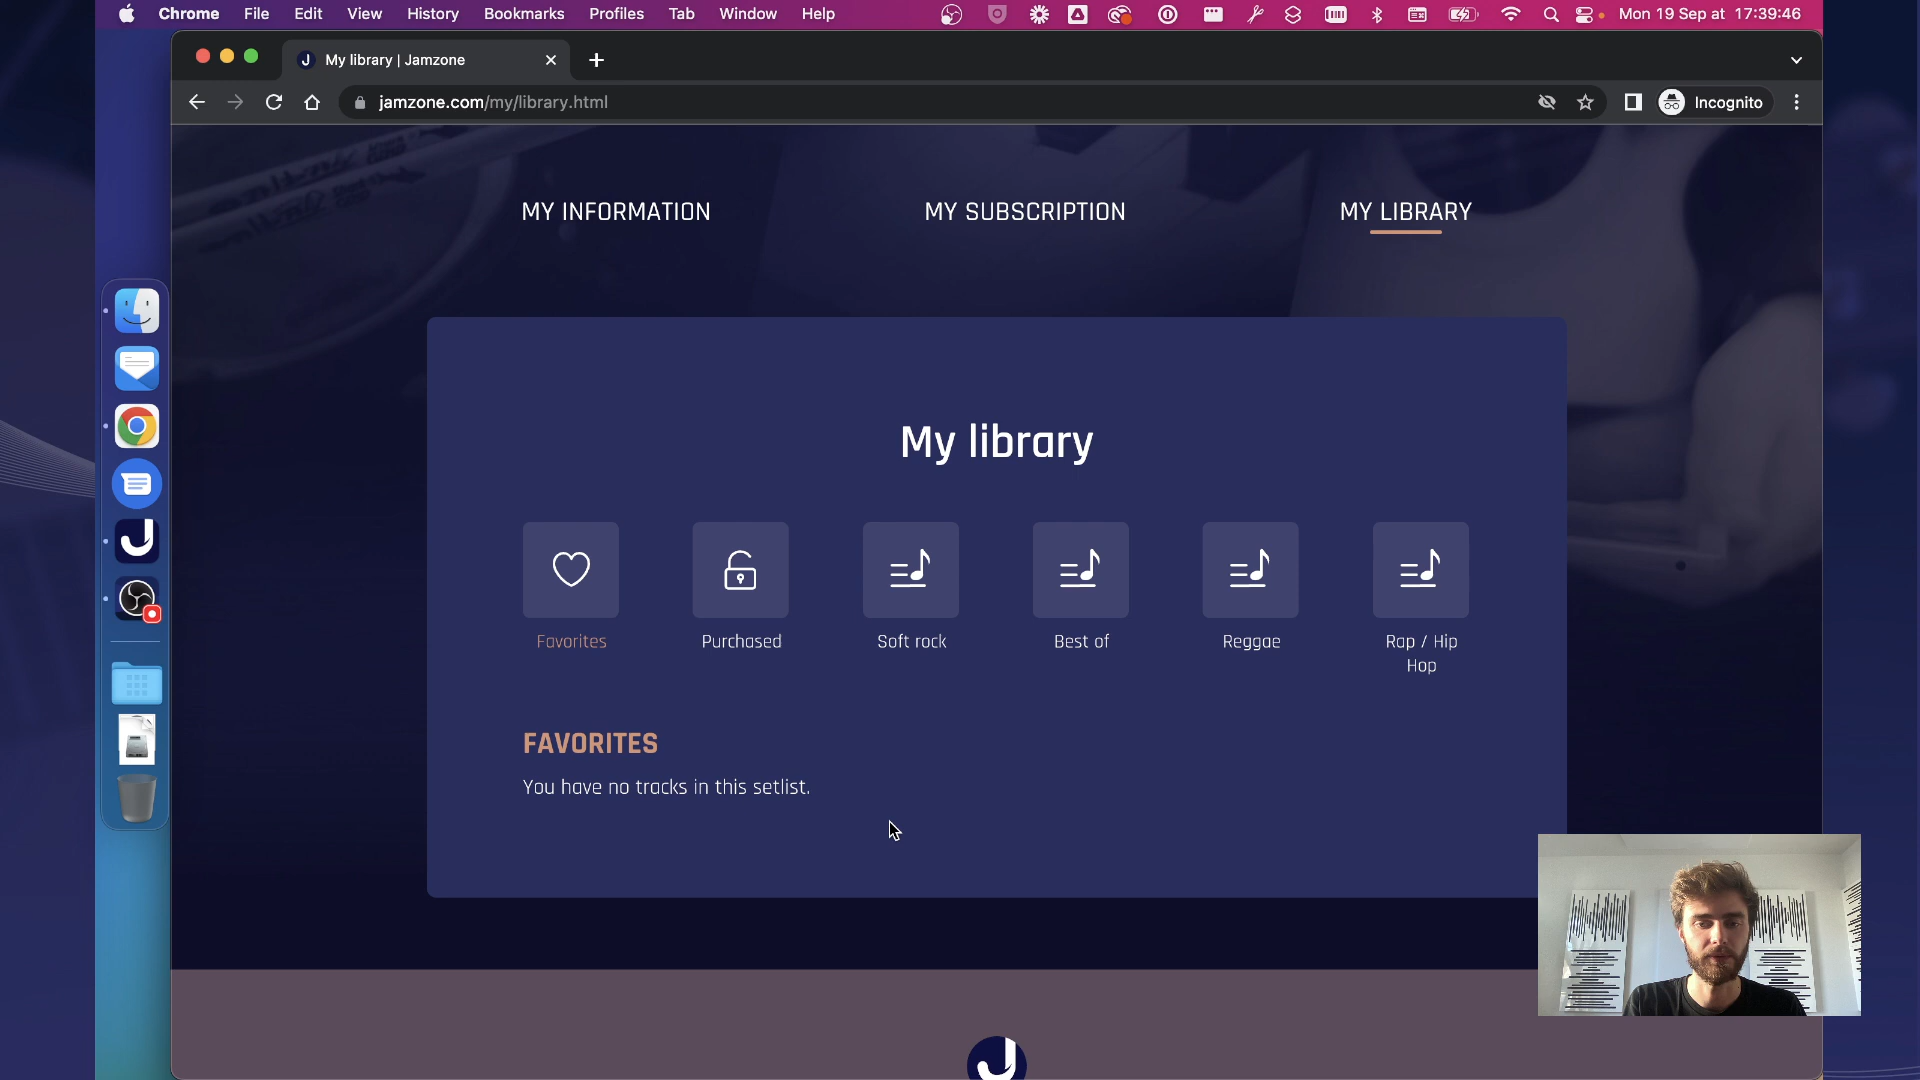 Chrome File Edit View History Bookmarks Profiles Tab Window Help Mon 19 Sep at 17:39:46
My library | Jamzone
jamzone.com/my/library.html Incognito
MY INFORMATION MY SUBSCRIPTION MY LIBRARY
My library
Favorites Purchased Soft rock Best of Reggae Rap / Hip
Hop
FAVORITES
You have no tracks in this setlist.